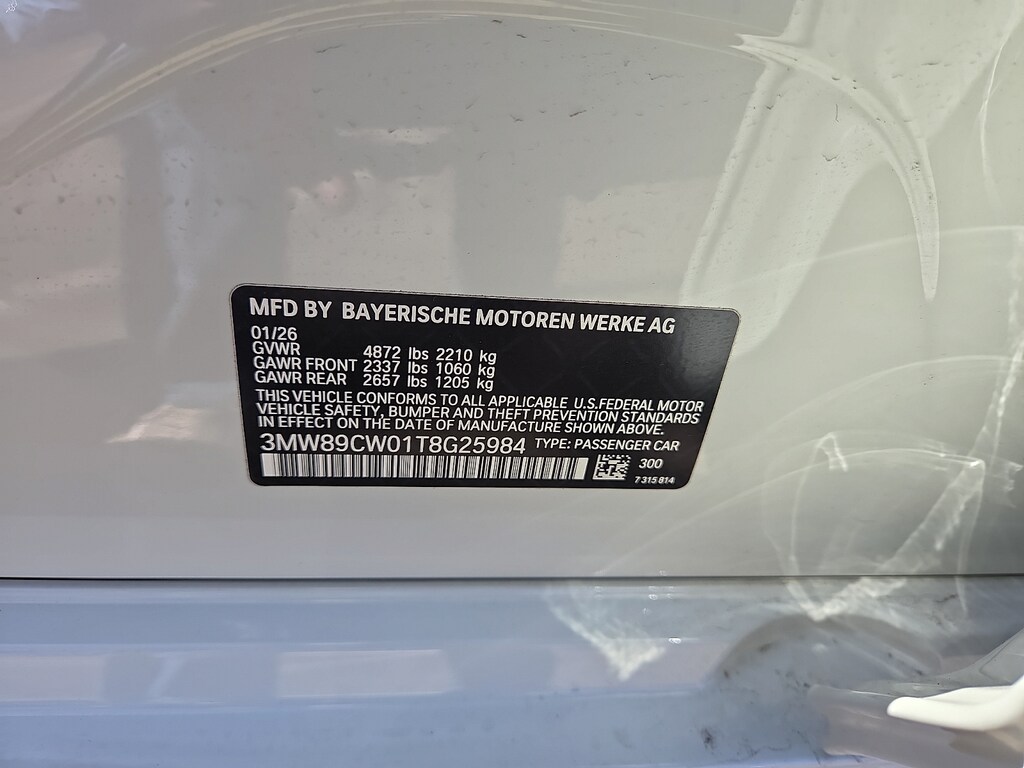 MFD BY BAYERISCHE MOTOREN WERKE AG
01/26
GVWR 4872 lbs 2210 kg
GAWR FRONT 2337 lbs 1060 kg
GAWR REAR 2657 lbs 1205 kg
THIS VEHICLE CONFORMS TO ALL APPLICABLE U.S.FEDERAL MOTOR
VEHICLE SAFETY, BUMPER AND THEFT PREVENTION STANDARDS
IN EFFECT ON THE DATE OF MANUFACTURE SHOWN ABOVE.
3MW89CW01T8G25984 TYPE: PASSENGER CAR
300
7 315 814